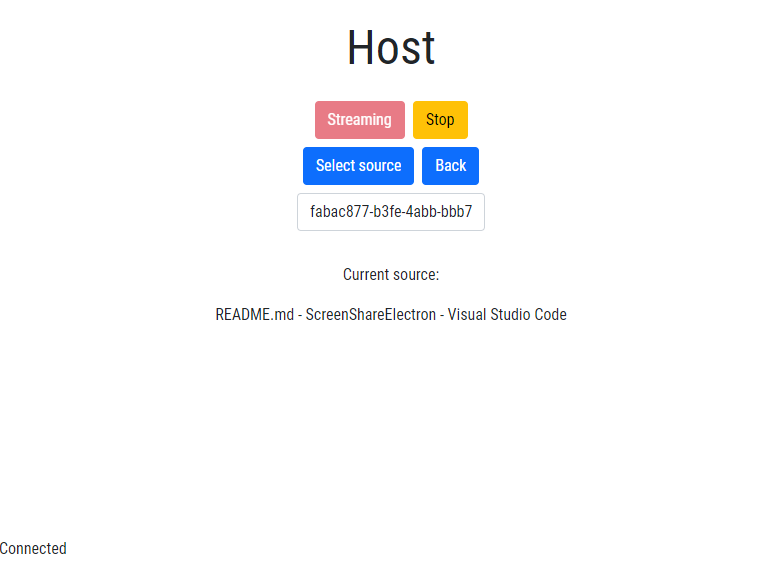 Host
Streaming Stop
Select source Back
fabac877-b3fe-4abb-bbb7
Current source:
README.md - ScreenShareElectron - Visual Studio Code
Connected